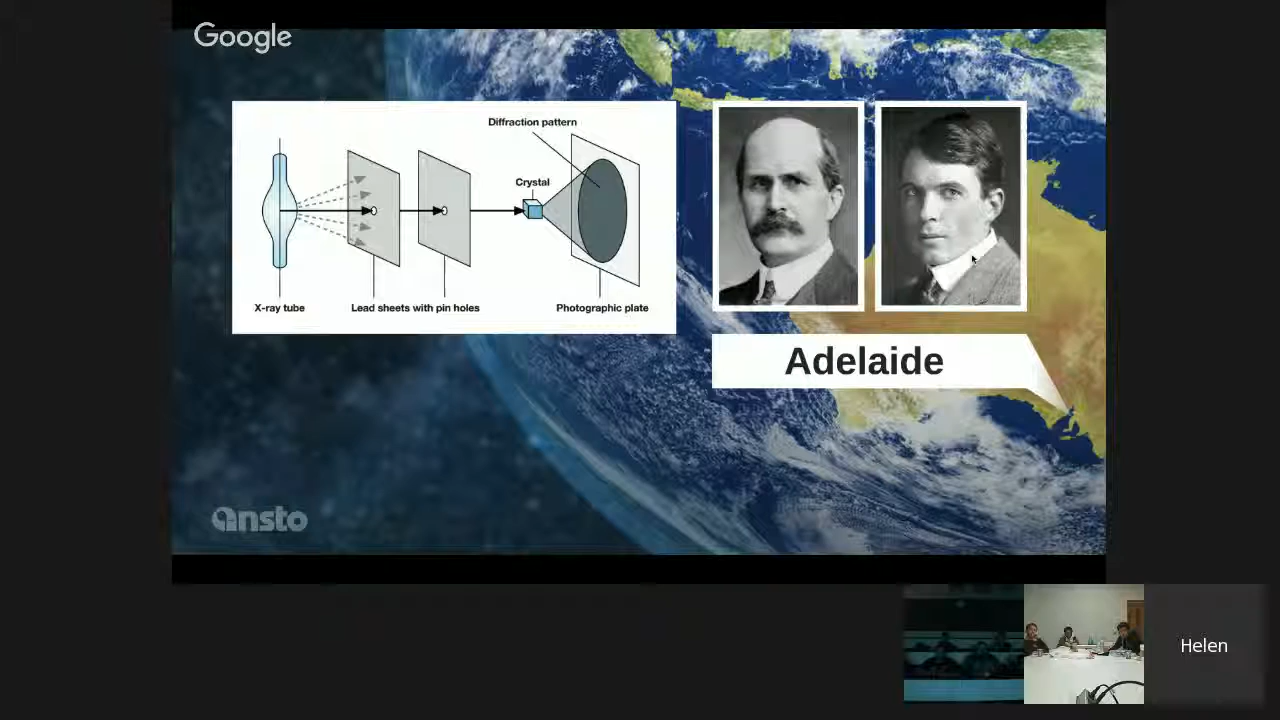 Google
Diffraction pattern
Crystal
X-ray tube
Lead sheets with pin holes
Photographic plate
Adelaide
ansto
Helen